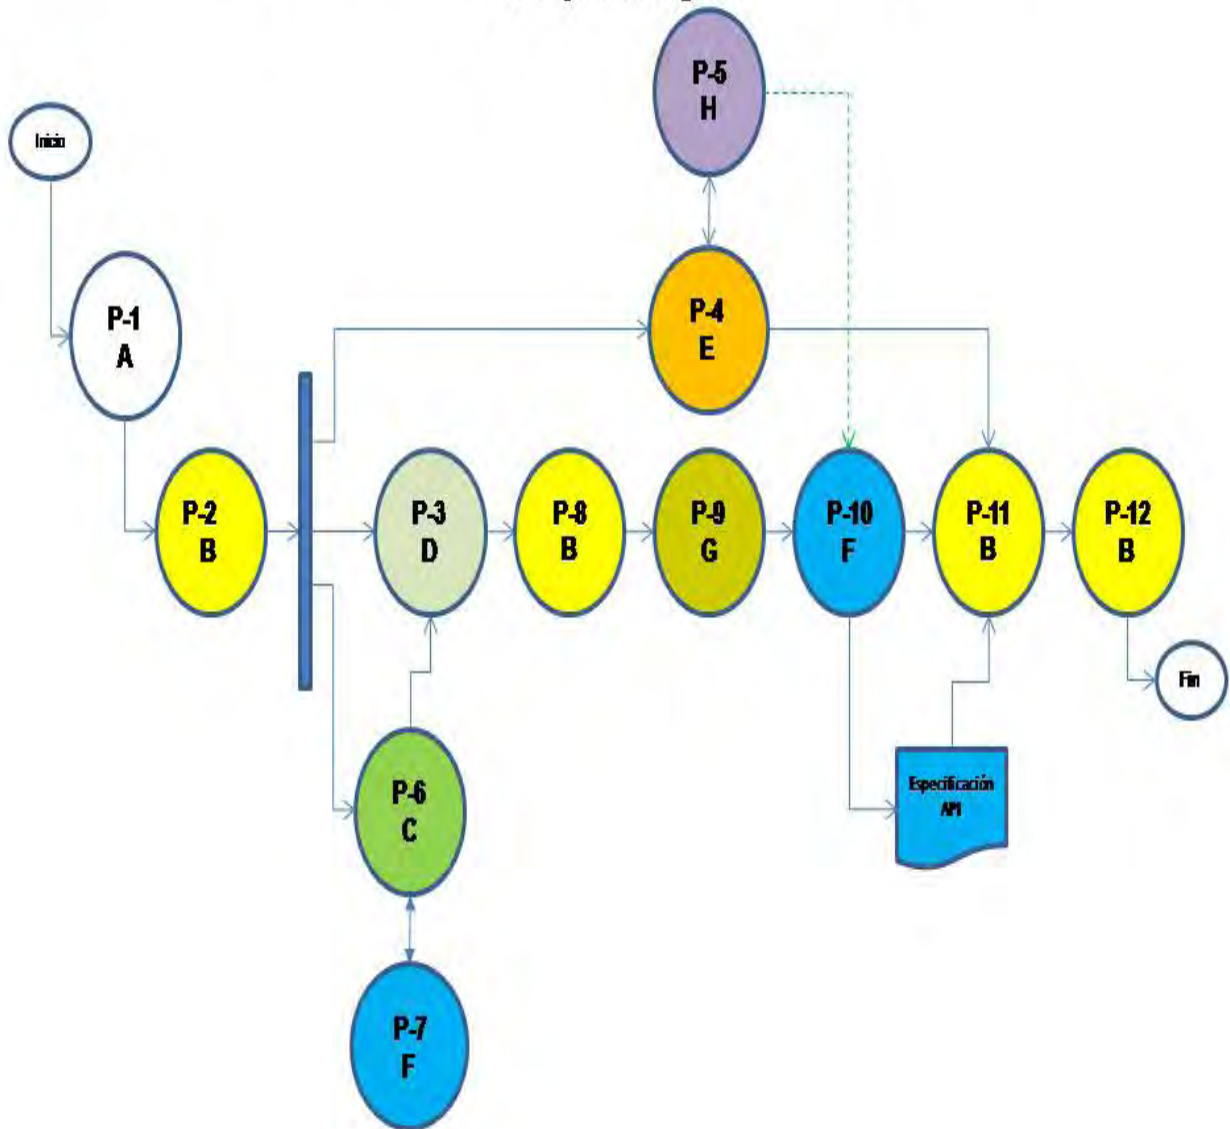 P-5
H
Inicio
P-1
A
P-4
E
P-2
B
P-3
D
P-8
B
P-9
G
P-10
F
P-11
B
P-12
B
Fin
P-6
C
Especificación
API
P-7
F